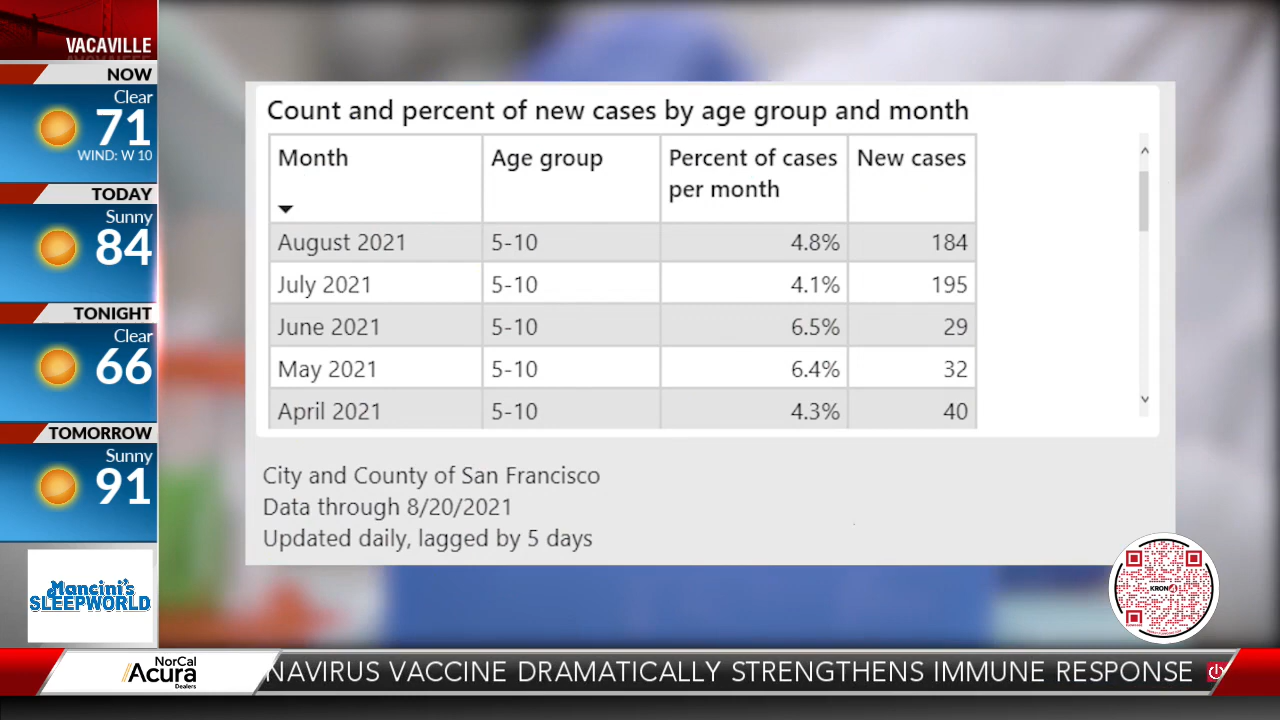 VACAVILLE
NOW
Clear
71
WIND: W 10
TODAY
Sunny
84
TONIGHT
Clear
66
TOMORROW
Sunny
91
Mancini's
SLEEPWORLD
Count and percent of new cases by age group and month
Month Age group Percent of cases per month New cases
August 2021 5-10 4.8% 184
July 2021 5-10 4.1% 195
June 2021 5-10 6.5% 29
May 2021 5-10 6.4% 32
April 2021 5-10 4.3% 40
City and County of San Francisco
Data through 8/20/2021
Updated daily, lagged by 5 days
KRON4
NorCal
Acura
Dealers
NAVIRUS VACCINE DRAMATICALLY STRENGTHENS IMMUNE RESPONSE